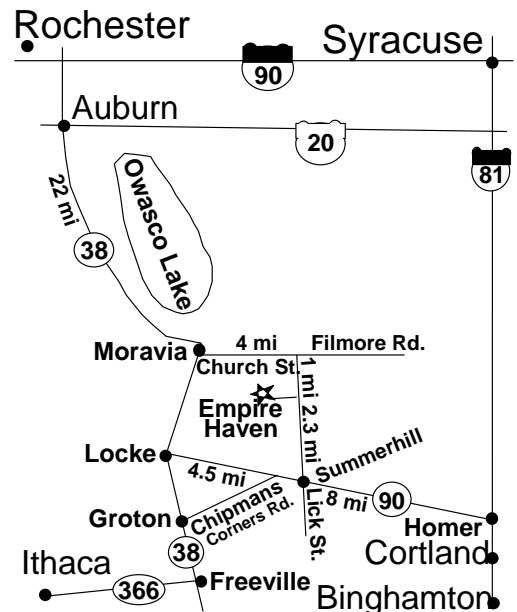 Rochester
Syracuse
90
Auburn
20
81
22 mi
Owasco Lake
38
4 mi
Filmore Rd.
Moravia
Church St.
1 mi
Empire
Haven
2.3 mi
Summerhill
Locke
4.5 mi
Chipmans
Corners Rd.
Lick St.
8 mi
90
Groton
Homer
38
Ithaca
Cortland
366
Freeville
Binghamton